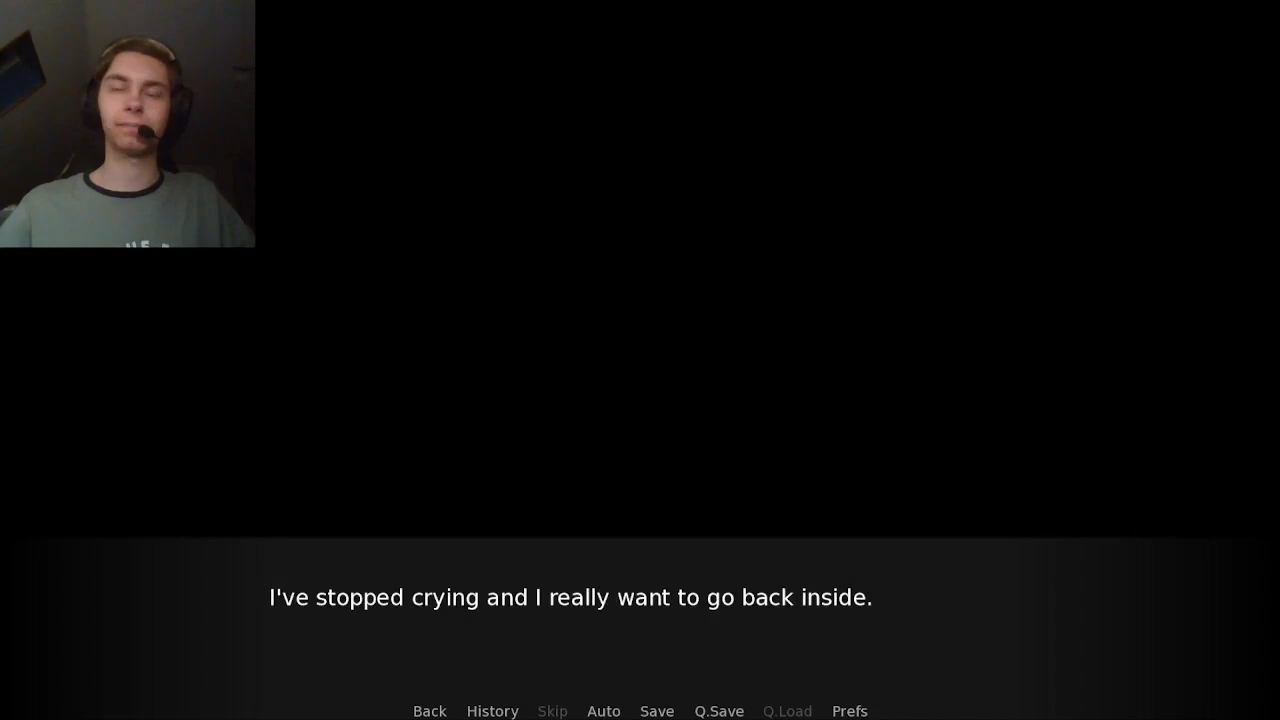 I've stopped crying and I really want to go back inside.
Back History Skip Auto Save Q.Save Q.Load Prefs